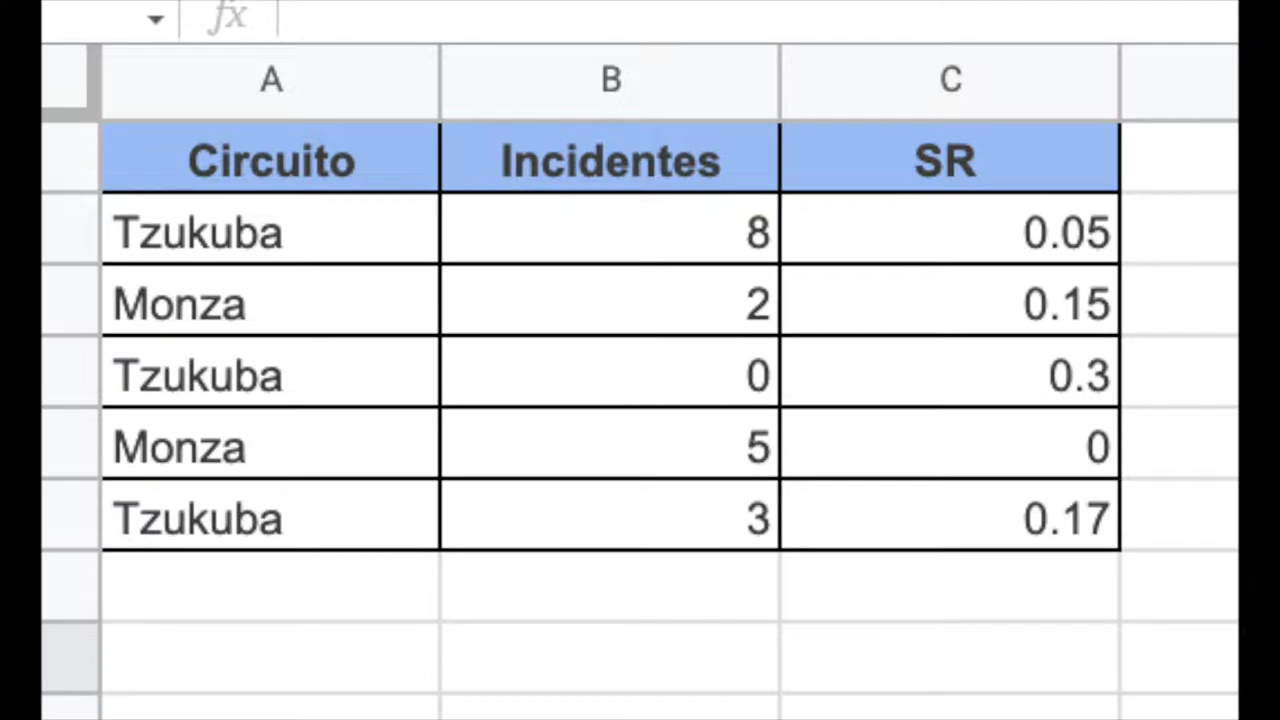 fx
A B C
Circuito Incidentes SR
Tzukuba 8 0.05
Monza 2 0.15
Tzukuba 0 0.3
Monza 5 0
Tzukuba 3 0.17